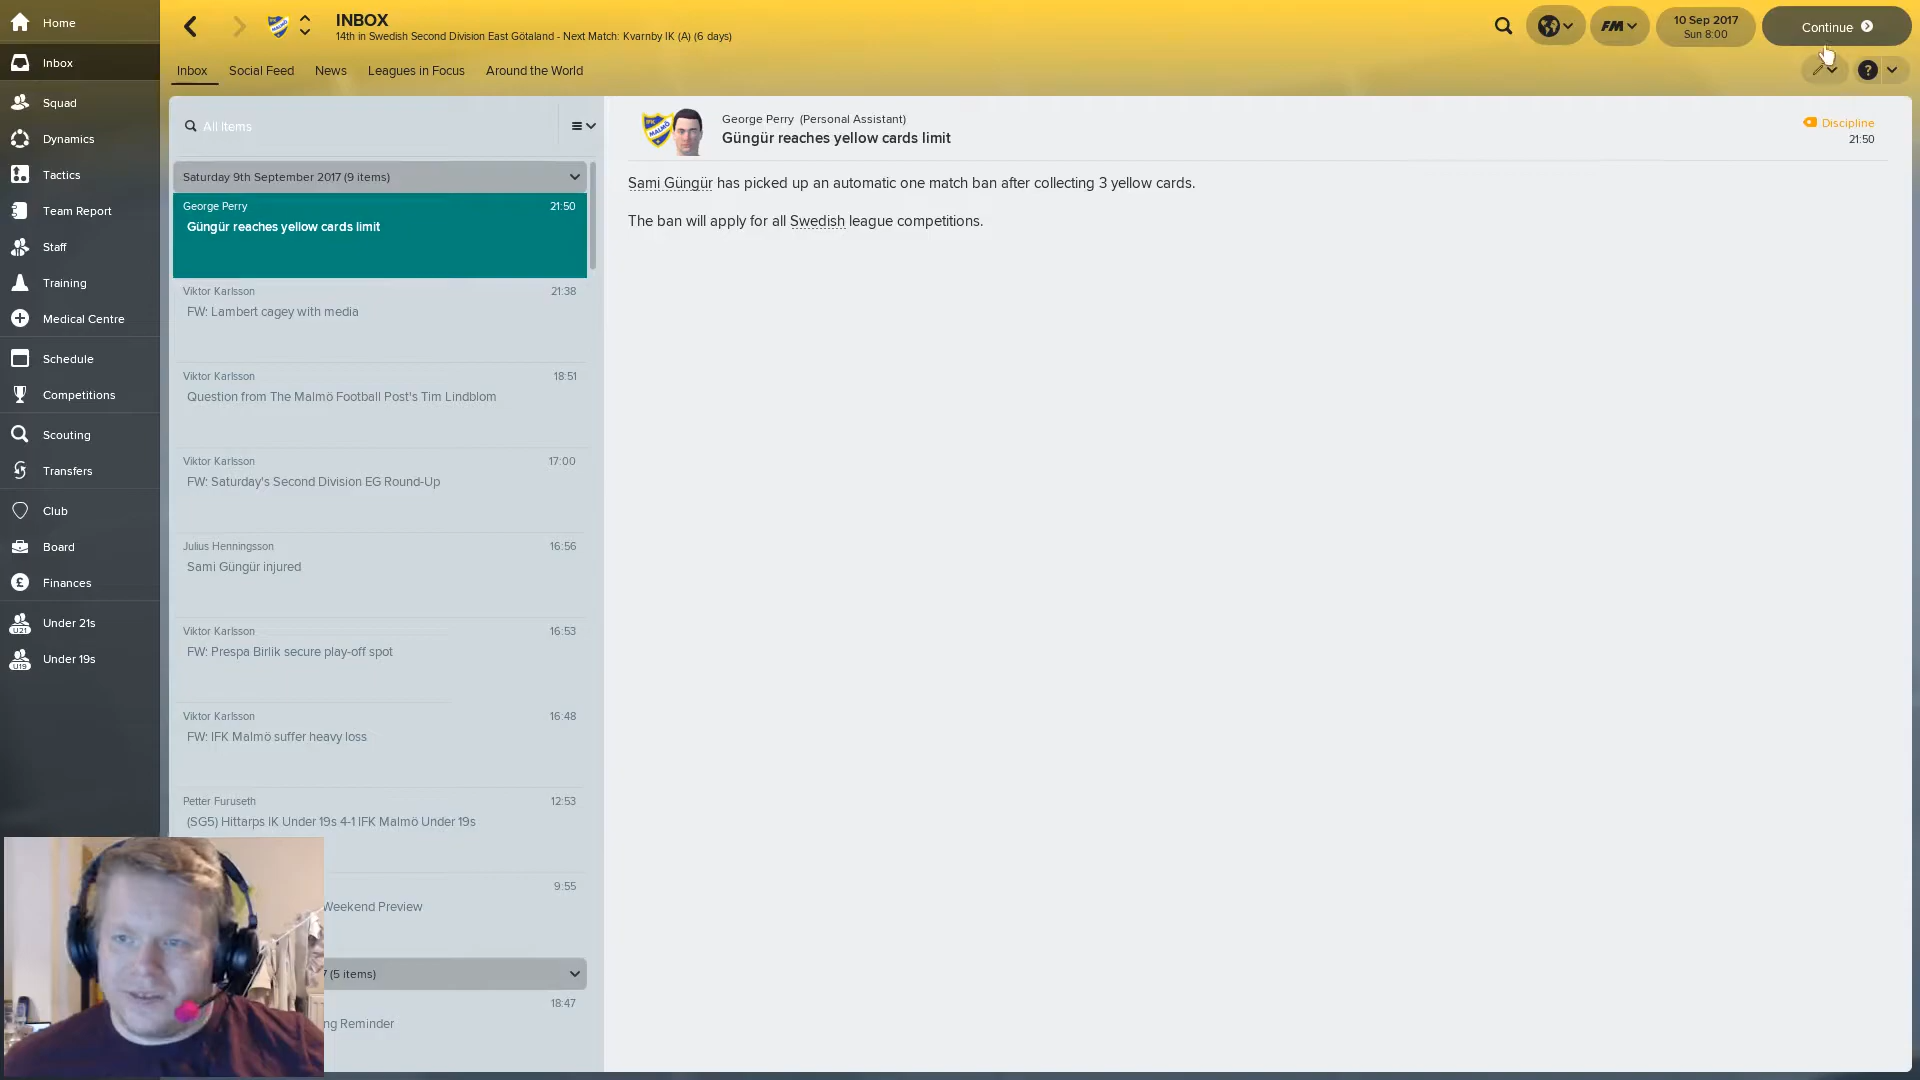 Home
Inbox
Squad
Dynamics
Tactics
Team Report
Staff
Training
Medical Centre
Schedule
Competitions
Scouting
Transfers
Club
Board
Finances
Under 21s
Under 19s
INBOX
14th in Swedish Second Division East Götaland - Next Match: Kvarnby IK (A) (6 days)
FM
10 Sep 2017
Sun 8:00
Continue
Inbox Social Feed News Leagues in Focus Around the World
All Items
Saturday 9th September 2017 (9 items)
George Perry 21:50
Güngür reaches yellow cards limit
Viktor Karlsson 21:38
FW: Lambert cagey with media
Viktor Karlsson 18:51
Question from The Malmö Football Post's Tim Lindblom
Viktor Karlsson 17:00
FW: Saturday's Second Division EG Round-Up
Julius Henningsson 16:56
Sami Güngür injured
Viktor Karlsson 16:53
FW: Prespa Birlik secure play-off spot
Viktor Karlsson 16:48
FW: IFK Malmö suffer heavy loss
Petter Furuseth 12:53
(SG5) Hittarps IK Under 19s 4-1 IFK Malmö Under 19s
9:55
Weekend Preview
7 (5 items)
18:47
ng Reminder
George Perry (Personal Assistant)
Güngür reaches yellow cards limit
Discipline
21:50
Sami Güngür has picked up an automatic one match ban after collecting 3 yellow cards.
The ban will apply for all Swedish league competitions.